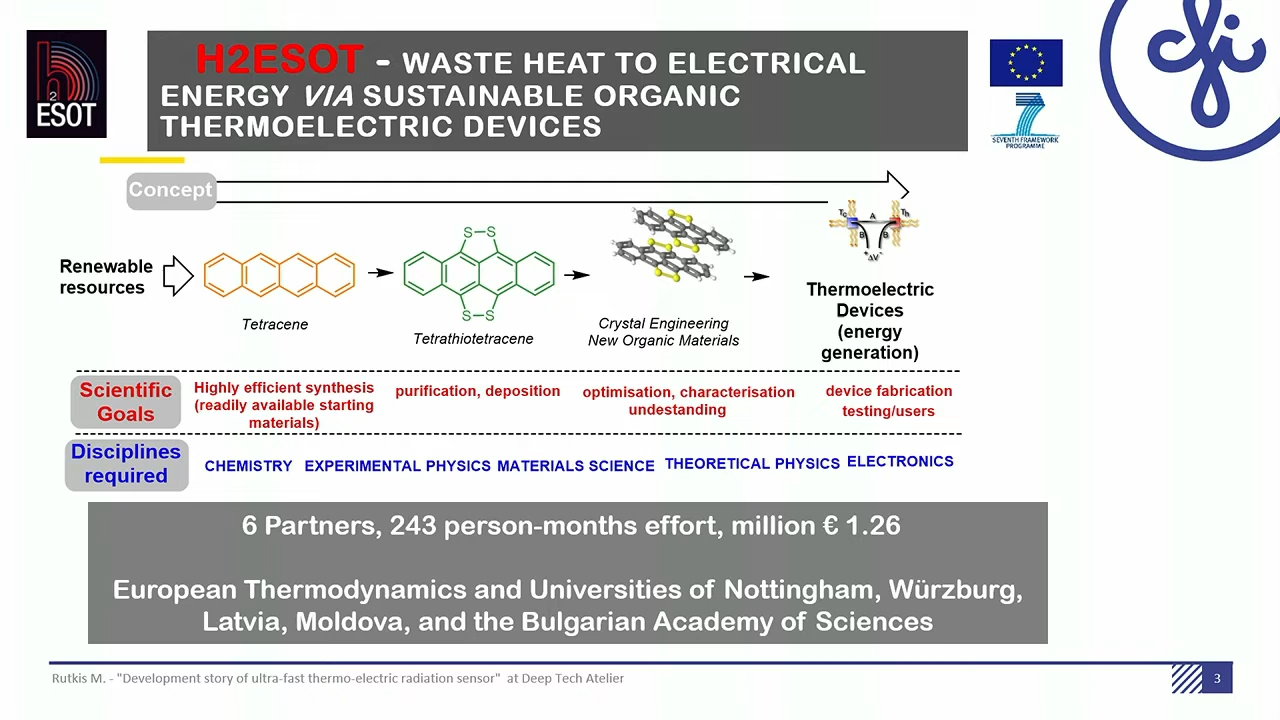 h
2
ESOT
H2ESOT - WASTE HEAT TO ELECTRICAL
ENERGY VIA SUSTAINABLE ORGANIC
THERMOELECTRIC DEVICES
7
SEVENTH FRAMEWORK
PROGRAMME
Concept
Renewable
resources
Tetracene
S S
S S
Tetrathiotetracene
Crystal Engineering
New Organic Materials
Tc A Th
B B
ΔV
Thermoelectric
Devices
(energy
generation)
Scientific
Goals
Highly efficient synthesis
(readily available starting
materials)
purification, deposition
optimisation, characterisation
undestanding
device fabrication
testing/users
Disciplines
required
CHEMISTRY EXPERIMENTAL PHYSICS MATERIALS SCIENCE THEORETICAL PHYSICS ELECTRONICS
6 Partners, 243 person-months effort, million € 1.26
European Thermodynamics and Universities of Nottingham, Würzburg,
Latvia, Moldova, and the Bulgarian Academy of Sciences
Rutkis M. - "Development story of ultra-fast thermo-electric radiation sensor" at Deep Tech Atelier
3